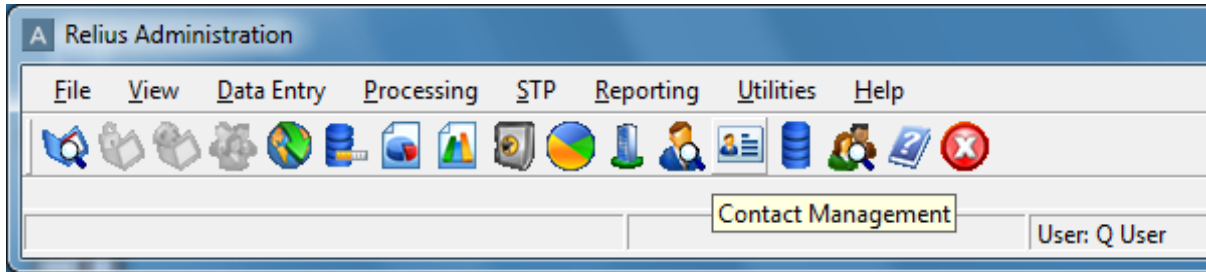 A Relius Administration
File View Data Entry Processing STP Reporting Utilities Help
Contact Management
User: Q User